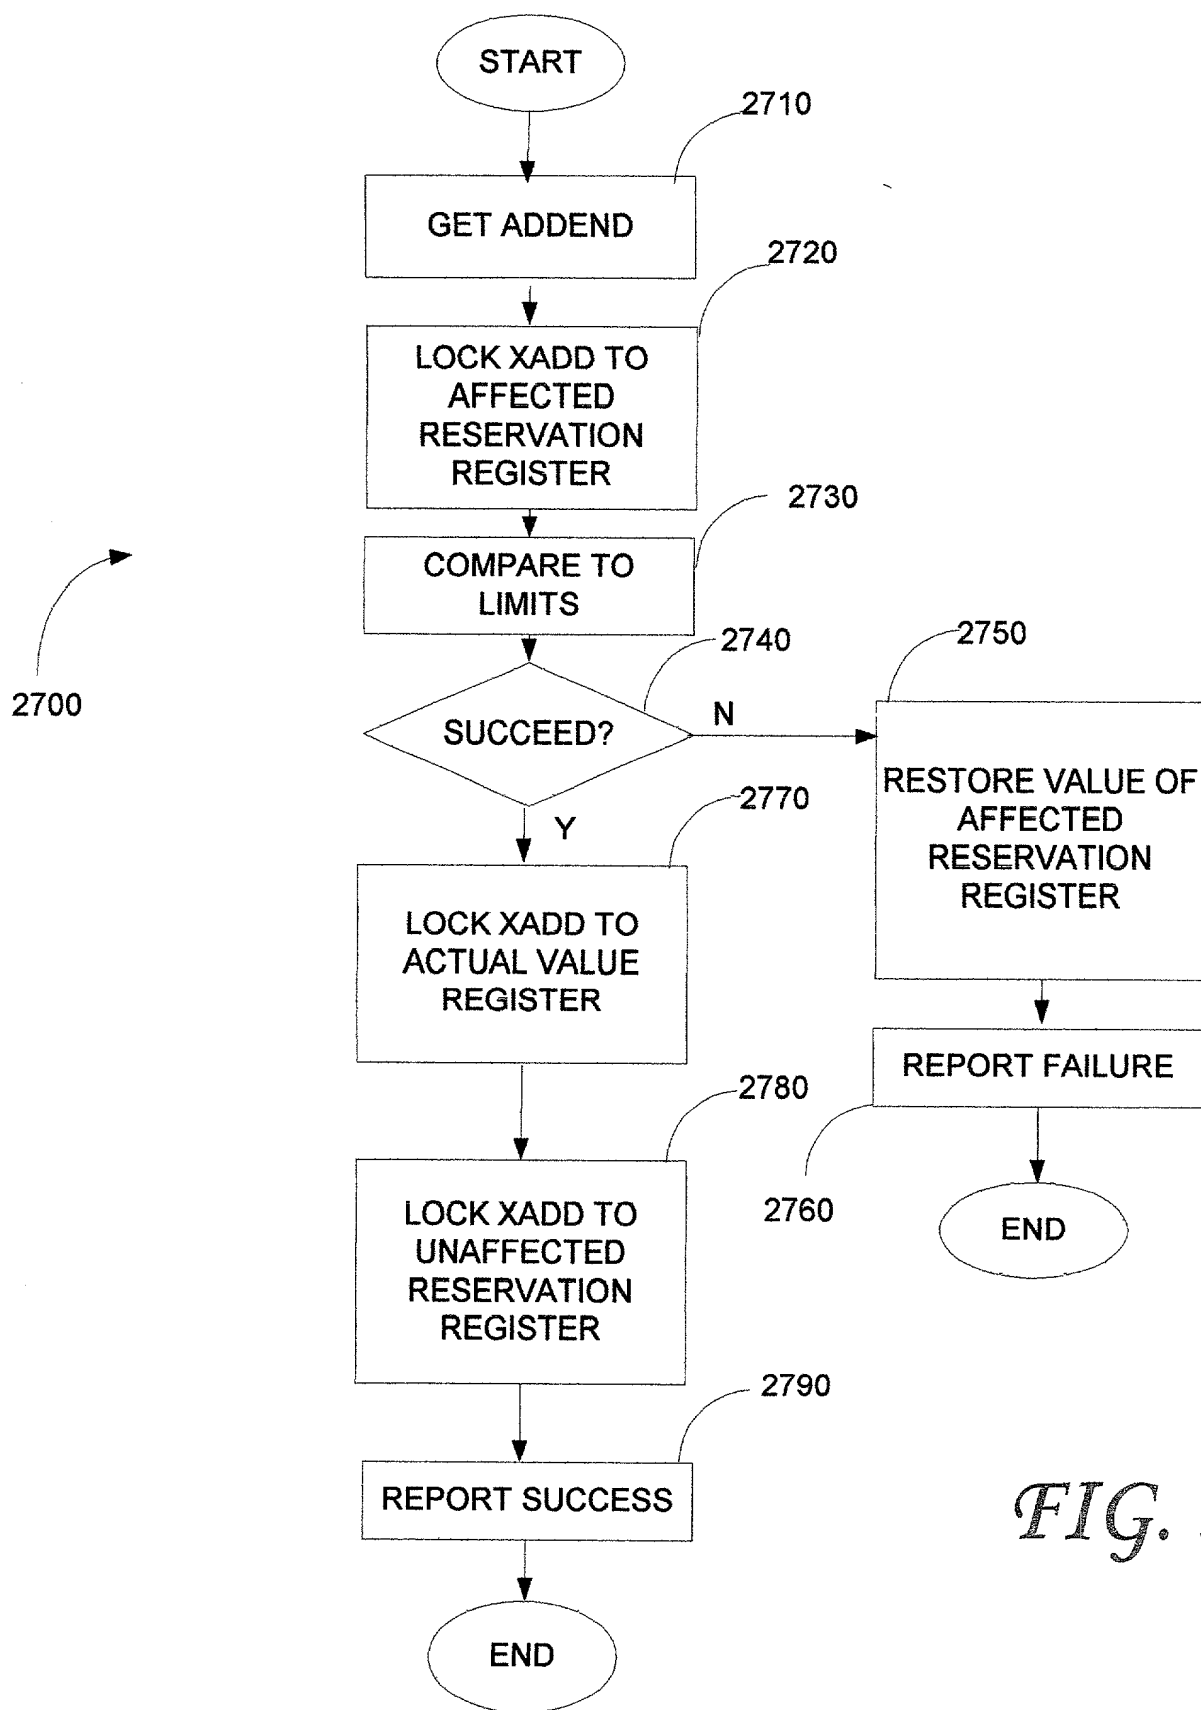 START
2710
GET ADDEND
2720
LOCK XADD TO
AFFECTED
RESERVATION
REGISTER
2730
COMPARE TO
LIMITS
2740
2750
2700
SUCCEED?
N
RESTORE VALUE OF
AFFECTED
RESERVATION
REGISTER
2770
Y
LOCK XADD TO
ACTUAL VALUE
REGISTER
REPORT FAILURE
2780
2760
LOCK XADD TO
UNAFFECTED
RESERVATION
REGISTER
END
2790
REPORT SUCCESS
FIG.
END